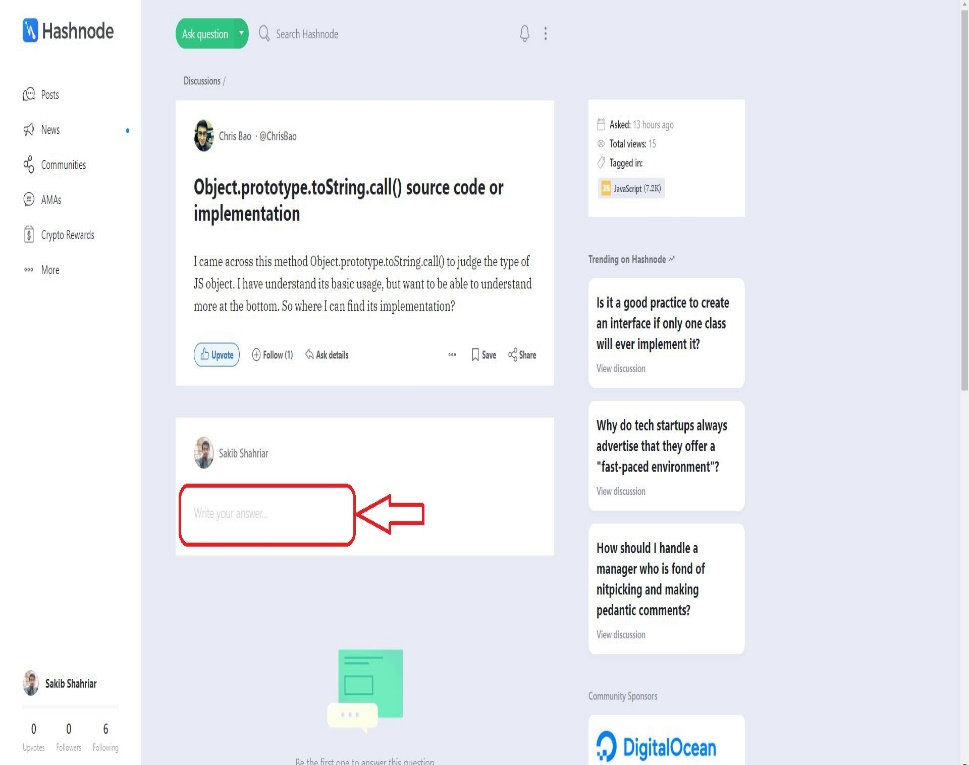 Hashnode
Ask question
Search Hashnode
Posts
News
Communities
AMAs
Crypto Rewards
More
Discussions /
Chris Bao · @ChrisBao
Object.prototype.toString.call() source code or
implementation
I came across this method Object.prototype.toString.call() to judge the type of
JS object. I have understand its basic usage, but want to be able to understand
more at the bottom. So where I can find its implementation?
Upvote
Follow (1)
Ask details
Save
Share
Sakib Shahriar
Write your answer...
Be the first one to answer this question
Asked: 13 hours ago
Total views: 15
Tagged in:
JS JavaScript (7.2K)
Trending on Hashnode
Is it a good practice to create
an interface if only one class
will ever implement it?
View discussion
Why do tech startups always
advertise that they offer a
"fast-paced environment"?
View discussion
How should I handle a
manager who is fond of
nitpicking and making
pedantic comments?
View discussion
Community Sponsors
DigitalOcean
Sakib Shahriar
0 0 6
Upvotes Followers Following